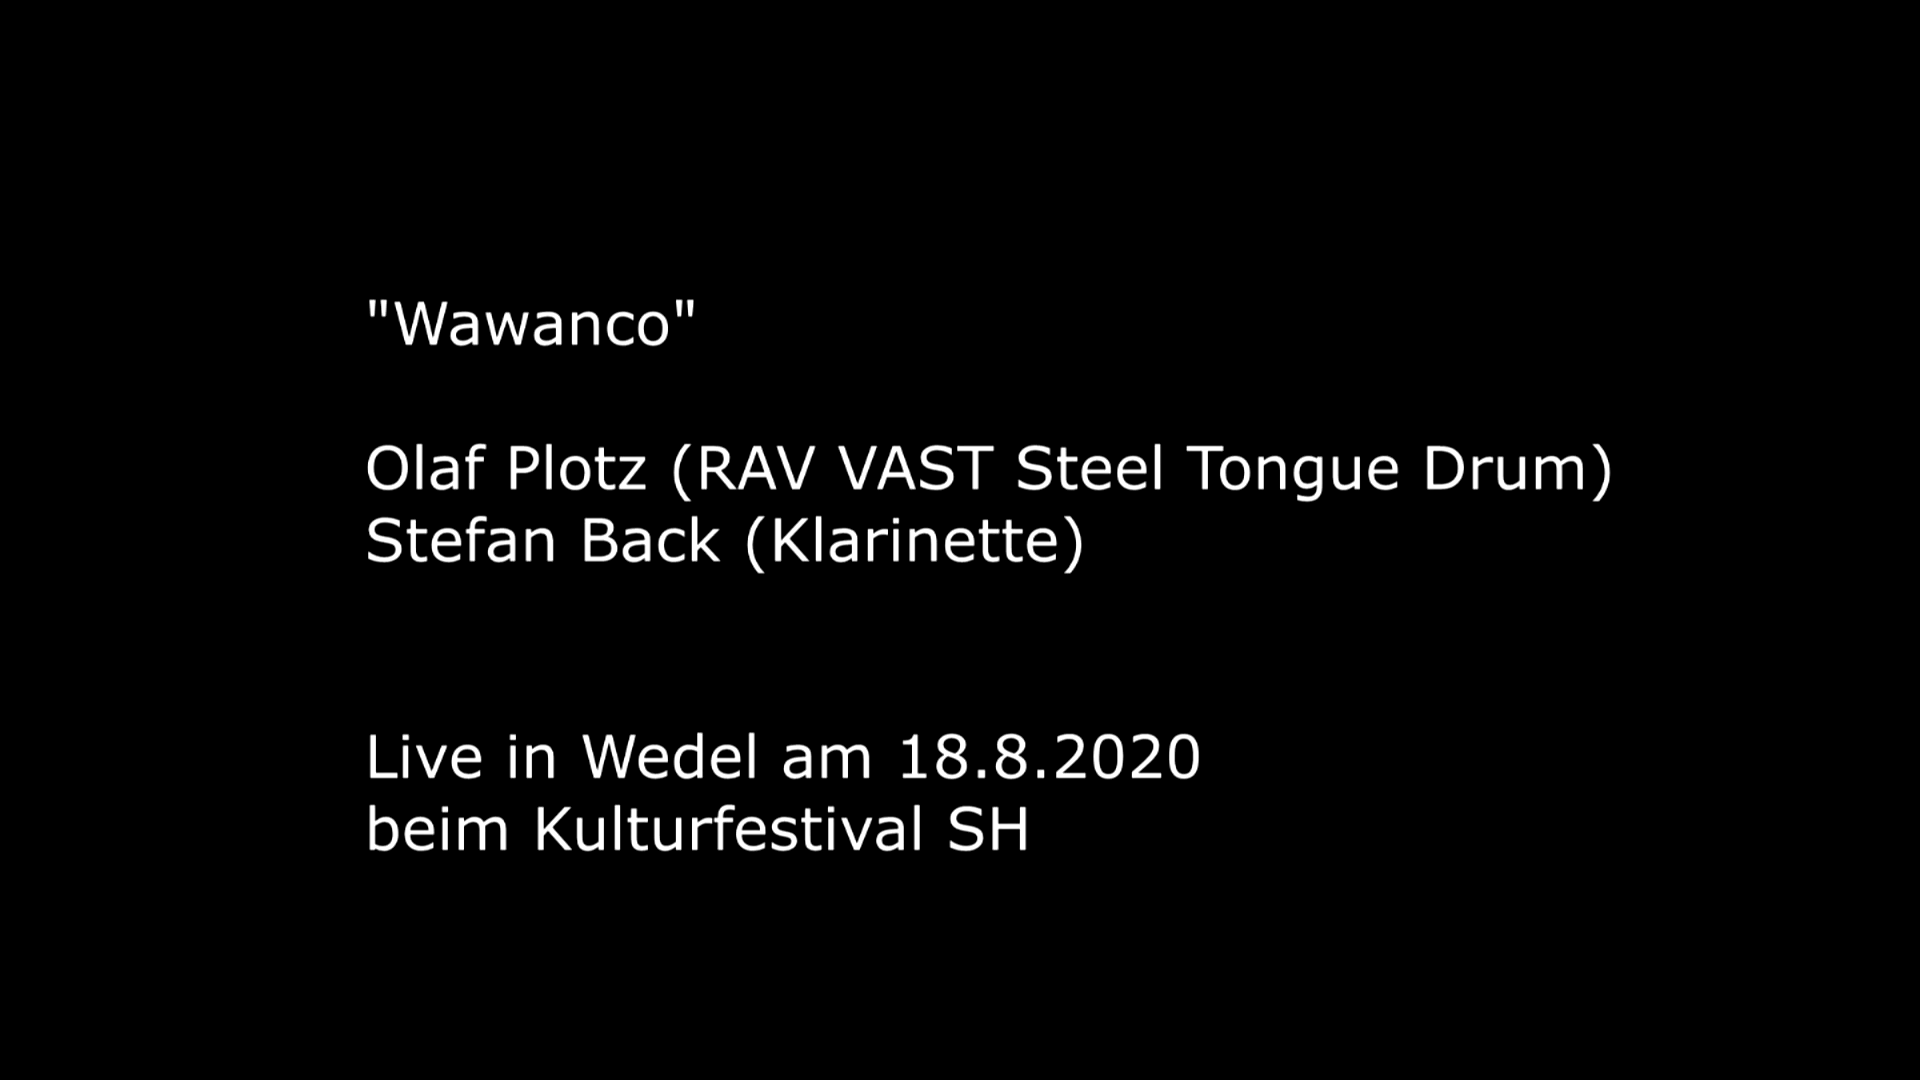 "Wawanco"
Olaf Plotz (RAV VAST Steel Tongue Drum)
Stefan Back (Klarinette)
Live in Wedel am 18.8.2020
beim Kulturfestival SH